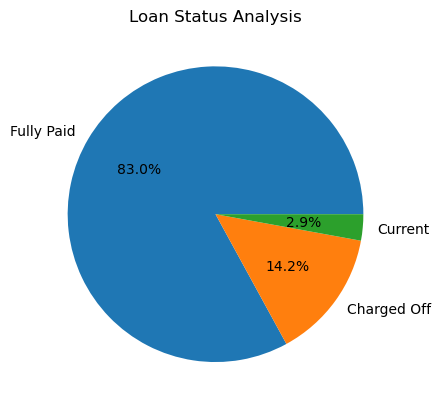 Loan Status Analysis
Fully Paid
83.0%
2.9%
Current
14.2%
Charged Off